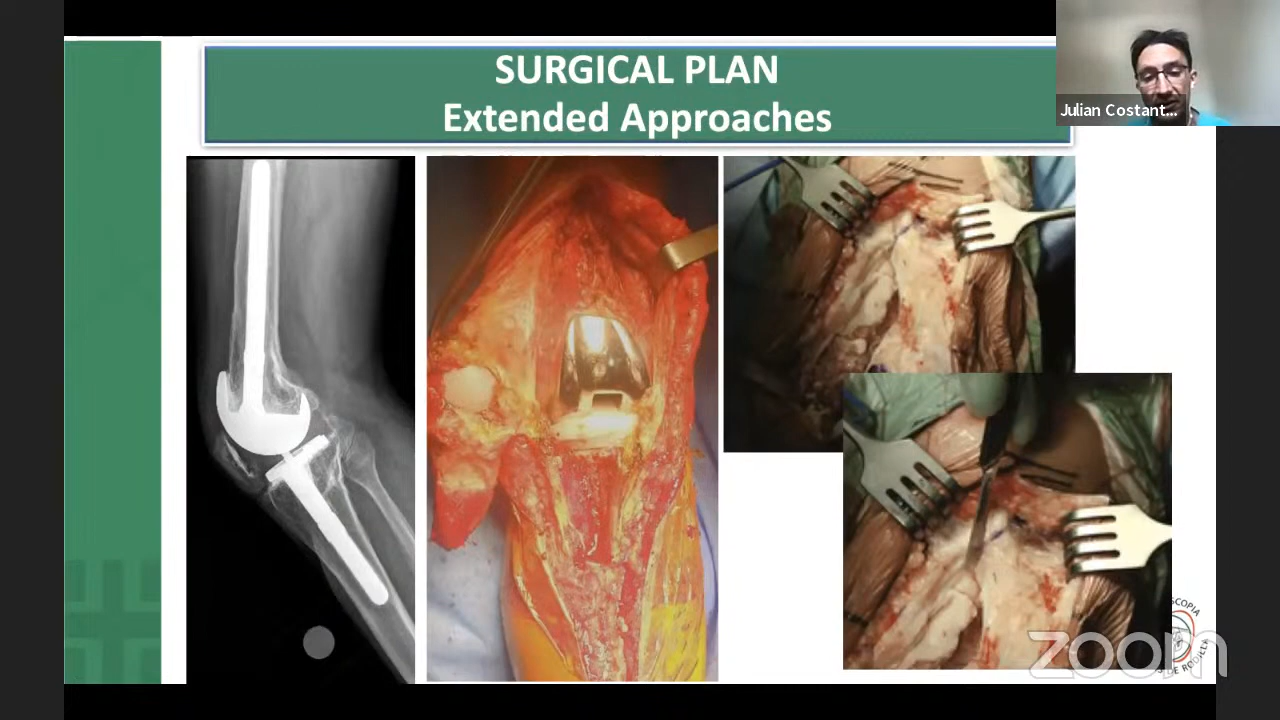 SURGICAL PLAN
Extended Approaches
Julian Costant...
zoom